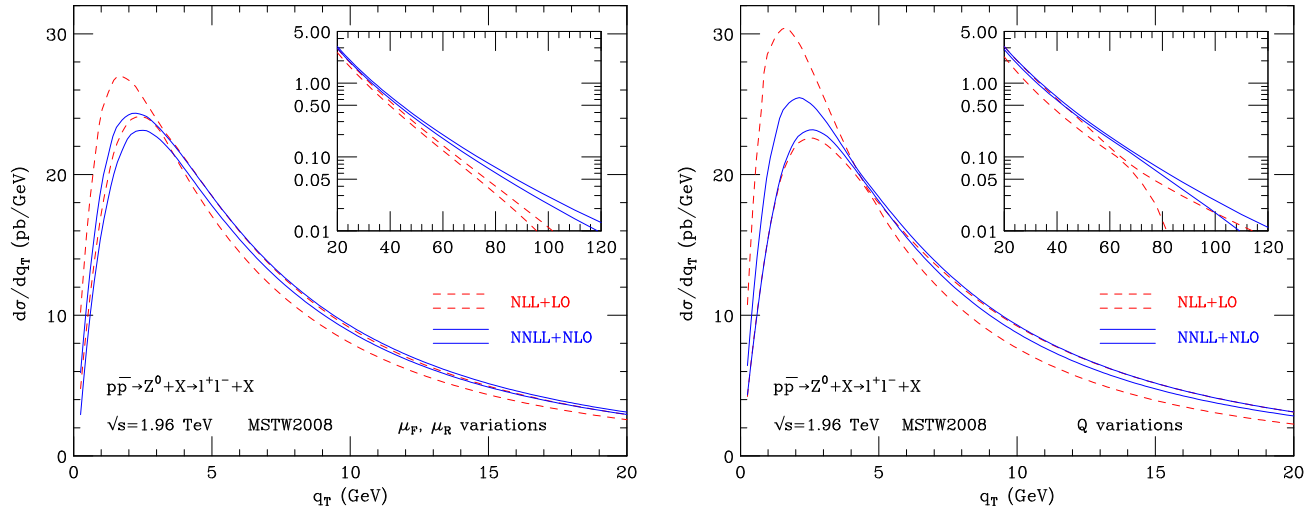 30
20
10
0
dσ/dq_T (pb/GeV)
5.00
1.00
0.50
0.10
0.05
0.01
20 40 60 80 100 120
NLL+LO
NNLL+NLO
pp̅→Z⁰+X→l⁺l⁻+X
√s=1.96 TeV MSTW2008 μ_F, μ_R variations
0 5 10 15 20
q_T (GeV)
30
20
10
0
dσ/dq_T (pb/GeV)
5.00
1.00
0.50
0.10
0.05
0.01
20 40 60 80 100 120
NLL+LO
NNLL+NLO
pp̅→Z⁰+X→l⁺l⁻+X
√s=1.96 TeV MSTW2008 Q variations
0 5 10 15 20
q_T (GeV)